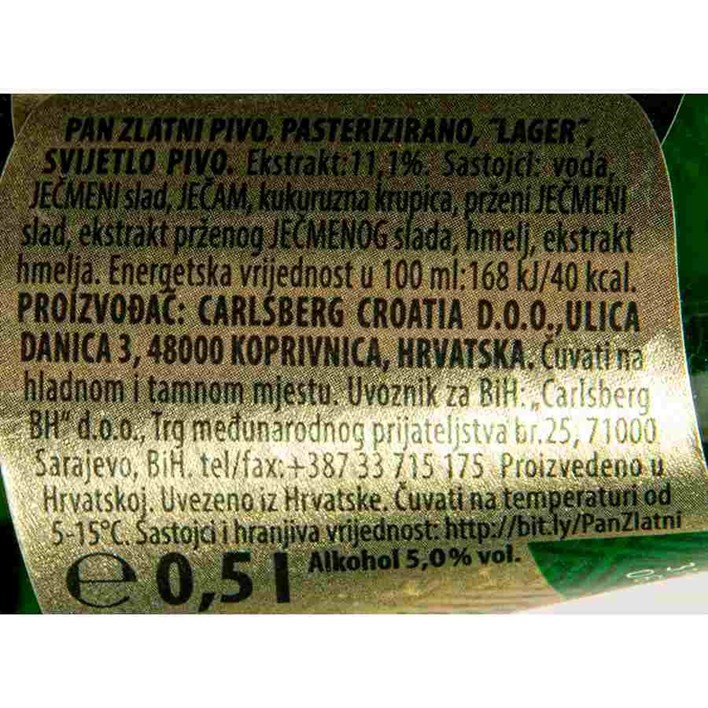 PAN ZLATNI PIVO. PASTERIZIRANO, "LAGER",
SVIJETLO PIVO. Ekstrakt:11,1%. Sastojci: voda,
JEČMENI slad, JEČAM, kukuruzna krupica, prženi JEČMENI
slad, ekstrakt prženog JEČMENOG slada, hmelj, ekstrakt
hmelja. Energetska vrijednost u 100 ml:168 kJ/40 kcal.
PROIZVOĐAČ: CARLSBERG CROATIA D.O.O.,ULICA
DANICA 3, 48000 KOPRIVNICA, HRVATSKA. Čuvati na
hladnom i tamnom mjestu. Uvoznik za BiH: „Carlsberg
BH" d.o.o., Trg međunarodnog prijateljstva br.25, 71000
Sarajevo, BiH. tel/fax:+387 33 715 175 Proizvedeno u
Hrvatskoj. Uvezeno iz Hrvatske. Čuvati na temperaturi od
5-15°C. Sastojci i hranjiva vrijednost: http://bit.ly/PanZlatni
℮ 0,5 l Alkohol 5,0% vol.